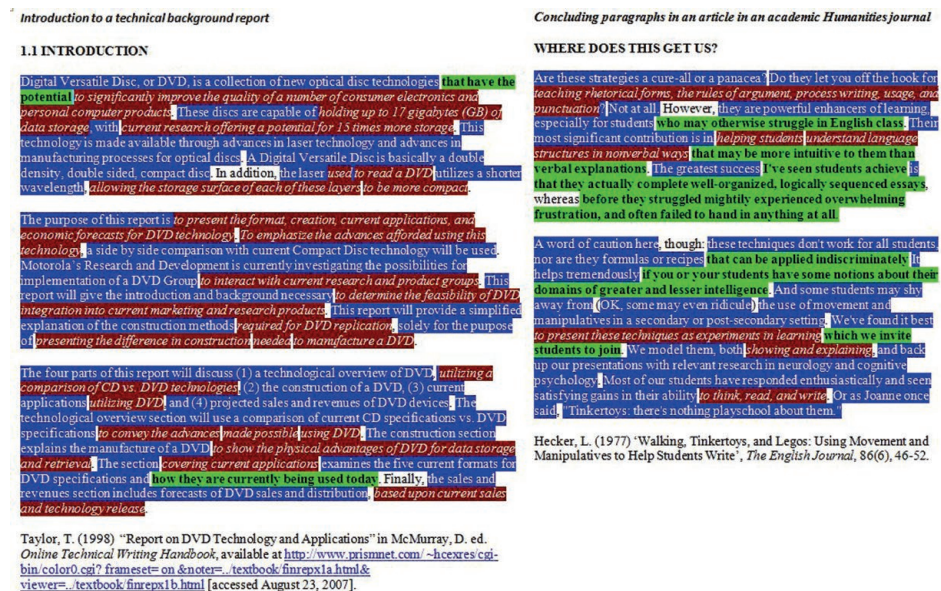 Introduction to a technical background report
1.1 INTRODUCTION
Digital Versatile Disc, or DVD, is a collection of new optical disc technologies that have the
potential to significantly improve the quality of a number of consumer electronics and
personal computer products. These discs are capable of holding up to 17 gigabytes (GB) of
data storage, with current research offering a potential for 15 times more storage. This
technology is made available through advances in laser technology and advances in
manufacturing processes for optical discs. A Digital Versatile Disc is basically a double
density, double sided, compact disc. In addition, the laser used to read a DVD utilizes a shorter
wavelength, allowing the storage surface of each of these layers to be more compact.
The purpose of this report is to present the format, creation, current applications, and
economic forecasts for DVD technology. To emphasize the advances afforded using this
technology, a side by side comparison with current Compact Disc technology will be used.
Motorola's Research and Development is currently investigating the possibilities for
implementation of a DVD Group to interact with current research and product groups. This
report will give the introduction and background necessary to determine the feasibility of DVD
integration into current marketing and research products. This report will provide a simplified
explanation of the construction methods required for DVD replication, solely for the purpose
of presenting the difference in construction needed to manufacture a DVD.
The four parts of this report will discuss (1) a technological overview of DVD, utilizing a
comparison of CD vs. DVD technologies, (2) the construction of a DVD, (3) current
applications utilizing DVD, and (4) projected sales and revenues of DVD devices. The
technological overview section will use a comparison of current CD specifications vs. DVD
specifications to convey the advances made possible using DVD. The construction section
explains the manufacture of a DVD to show the physical advantages of DVD for data storage
and retrieval. The section covering current applications examines the five current formats for
DVD specifications and how they are currently being used today. Finally, the sales and
revenues section includes forecasts of DVD sales and distribution, based upon current sales
and technology release.
Taylor, T. (1998) "Report on DVD Technology and Applications" in McMurray, D. ed.
Online Technical Writing Handbook, available at http://www.prismnet.com/ ~hcexres/cgi-
bin/color0.cgi? frameset= on &note=../textbook/finrepx1a.html&
viewer=../textbook/finrepx1b.html [accessed August 23, 2007].
Concluding paragraphs in an article in an academic Humanities journal
WHERE DOES THIS GET US?
Are these strategies a cure-all or a panacea? Do they let you off the hook for
teaching rhetorical forms, the rules of argument, process writing, usage, and
punctuation? Not at all. However, they are powerful enhancers of learning
especially for students who may otherwise struggle in English class. Their
most significant contribution is in helping students understand language
structures in nonverbal ways that may be more intuitive to them than
verbal explanations. The greatest success I've seen students achieve is
that they actually complete well-organized, logically sequenced essays,
whereas before they struggled mightily experienced overwhelming
frustration, and often failed to hand in anything at all.
A word of caution here, though: these techniques don't work for all students,
nor are they formulas or recipes that can be applied indiscriminately. It
helps tremendously if you or your students have some notions about their
domains of greater and lesser intelligence. And some students may shy
away from (OK, some may even ridicule) the use of movement and
manipulatives in a secondary or post-secondary setting. We've found it best
to present these techniques as experiments in learning which we invite
students to join. We model them, both showing and explaining, and back
up our presentations with relevant research in neurology and cognitive
psychology. Most of our students have responded enthusiastically and seen
satisfying gains in their ability to think, read, and write. Or as Joanne once
said, "Tinkertoys: there's nothing playschool about them."
Hecker, L. (1977) 'Walking, Tinkertoys, and Legos: Using Movement and
Manipulatives to Help Students Write', The English Journal, 86(6), 46-52.